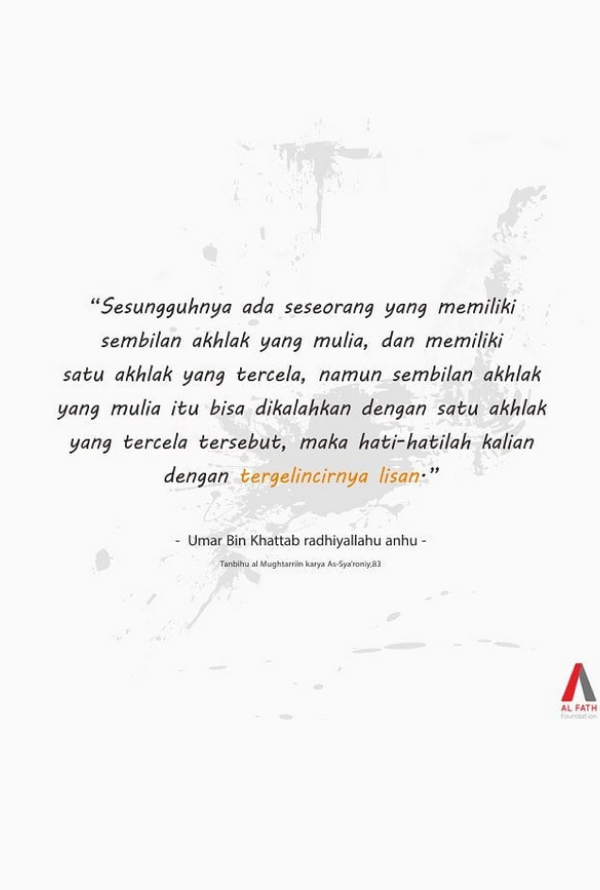 “Sesungguhnya ada seseorang yang memiliki
sembilan akhlak yang mulia, dan memiliki
satu akhlak yang tercela, namun sembilan akhlak
yang mulia itu bisa dikalahkan dengan satu akhlak
yang tercela tersebut, maka hati-hatilah kalian
dengan tergelincirnya lisan.”
- Umar Bin Khattab radhiyallahu anhu -
Tanbihu al Mughtarriin karya As-Sya'roniy,83
AL FATH
Foundation